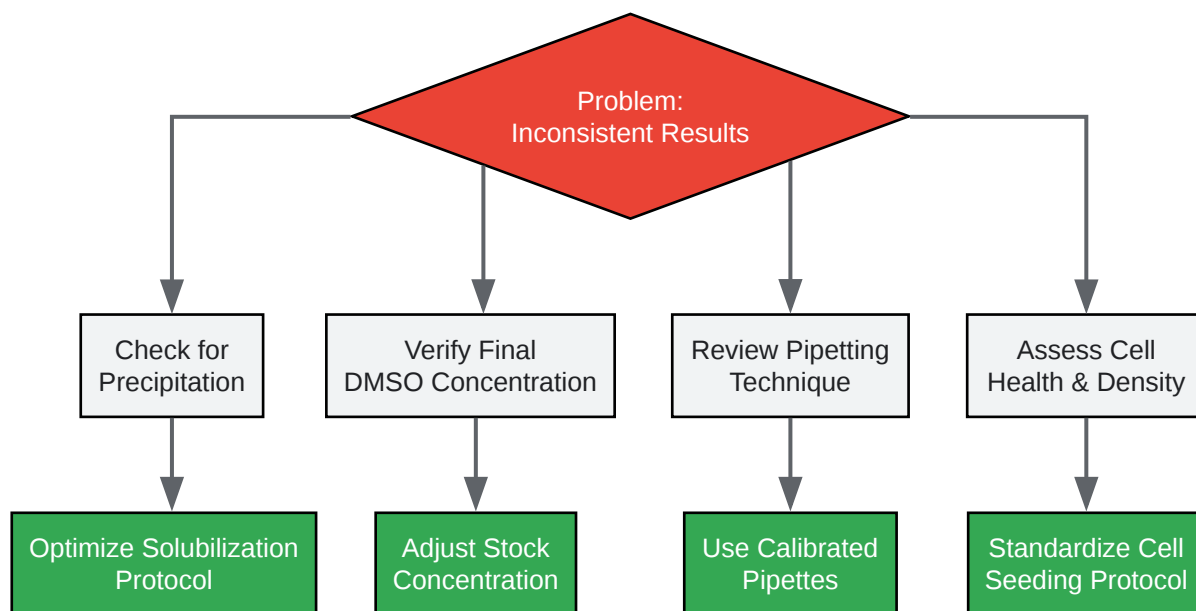 Problem:
Inconsistent Results
Check for
Precipitation
Verify Final
DMSO Concentration
Review Pipetting
Technique
Assess Cell
Health & Density
Optimize Solubilization
Protocol
Adjust Stock
Concentration
Use Calibrated
Pipettes
Standardize Cell
Seeding Protocol